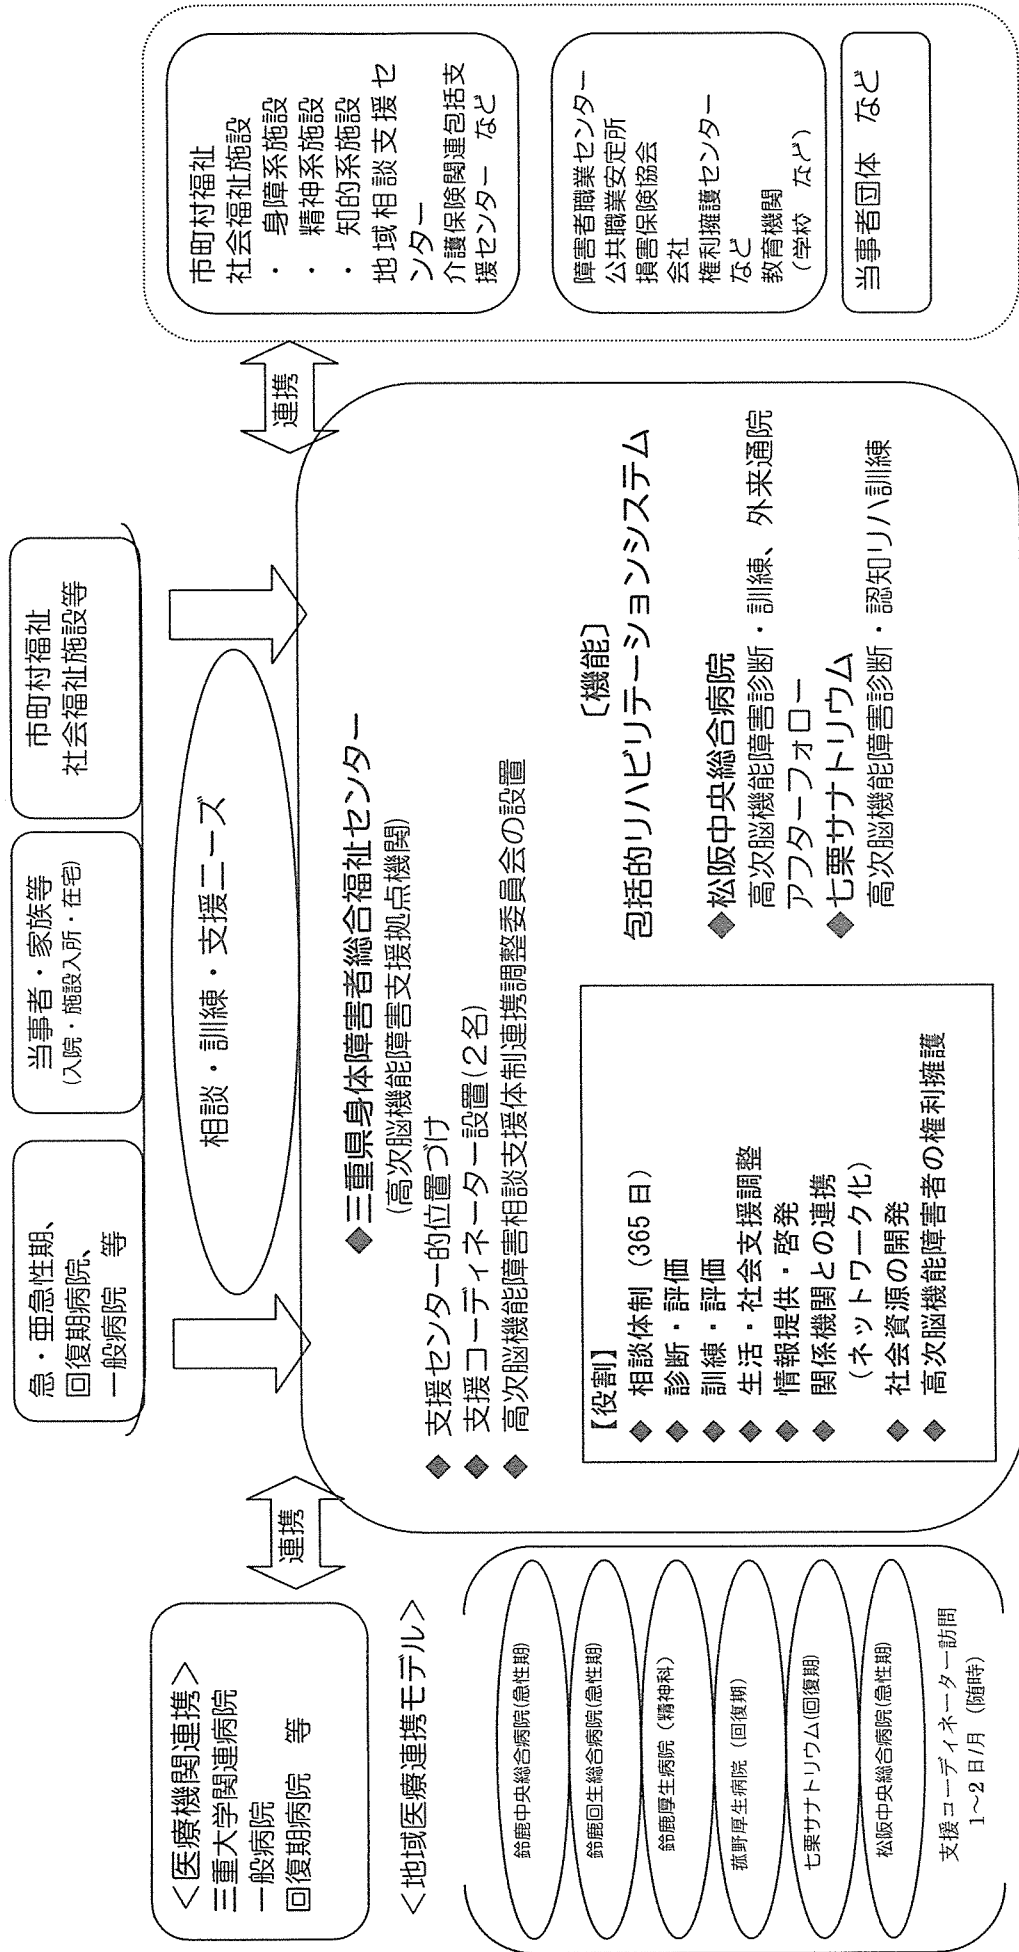 急・亜急性期、
回復期病院、
一般病院　等
当事者・家族等
(入院・施設入所・在宅)
市町村福祉
社会福祉施設等
相談・訓練・支援ニーズ
＜医療機関連携＞
三重大学関連病院
一般病院
回復期病院　等
連携
＜地域医療連携モデル＞
鈴鹿中央総合病院(急性期)
鈴鹿回生総合病院(急性期)
鈴鹿厚生病院（精神科）
菰野厚生病院（回復期）
七栗サナトリウム(回復期)
松阪中央総合病院(急性期)
支援コーディネーター訪問
1～2日/月（随時）
◆三重県身体障害者総合福祉センター
(高次脳機能障害支援拠点機関)
◆ 支援センター的位置づけ
◆ 支援コーディネーター設置(２名)
◆ 高次脳機能障害相談支援体制連携調整委員会の設置
【役割】
◆ 相談体制（365日）
◆ 診断・評価
◆ 訓練・評価
◆ 生活・社会支援調整
◆ 情報提供・啓発
◆ 関係機関との連携
（ネットワーク化）
◆ 社会資源の開発
◆ 高次脳機能障害者の権利擁護
〔機能〕
包括的リハビリテーションシステム
◆松阪中央総合病院
高次脳機能障害診断・訓練、外来通院
アフターフォロー
◆七栗サナトリウム
高次脳機能障害診断・認知リハ訓練
連携
市町村福祉
社会福祉施設
・　身障系施設
・　精神系施設
・　知的系施設
地域相談支援セ
ンター
介護保険関連包括支
援センター　など
障害者職業センター
公共職業安定所
損害保険協会
会社
権利擁護センター
など
教育機関
（学校　など）
当事者団体　など